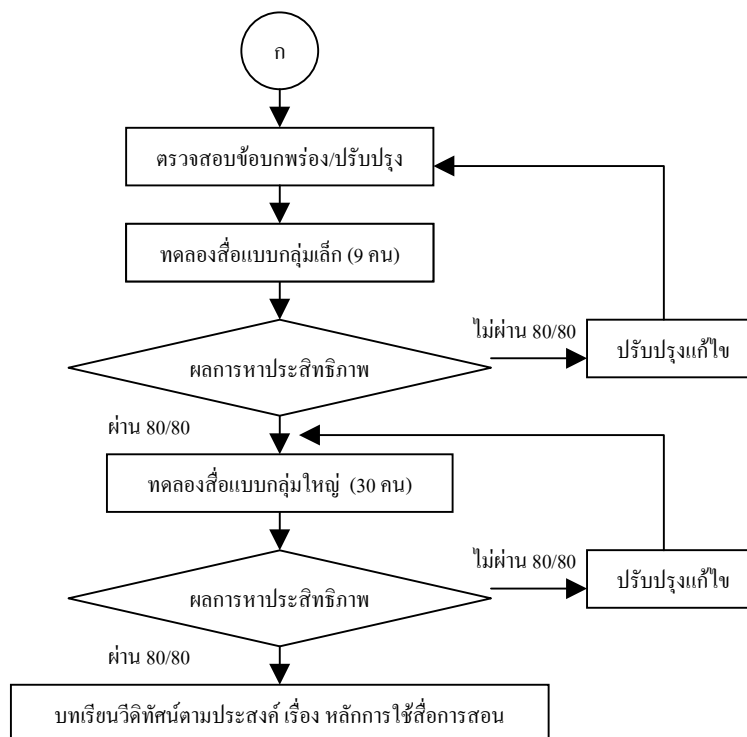 ก
ตรวจสอบข้อบกพร่อง/ปรับปรุง
ทดลองสื่อแบบกลุ่มเล็ก (9 คน)
ไม่ผ่าน 80/80
ปรับปรุงแก้ไข
ผลการหาประสิทธิภาพ
ผ่าน 80/80
ทดลองสื่อแบบกลุ่มใหญ่ (30 คน)
ไม่ผ่าน 80/80
ปรับปรุงแก้ไข
ผลการหาประสิทธิภาพ
ผ่าน 80/80
บทเรียนวีดิทัศน์ตามประสงค์ เรื่อง หลักการใช้สื่อการสอน